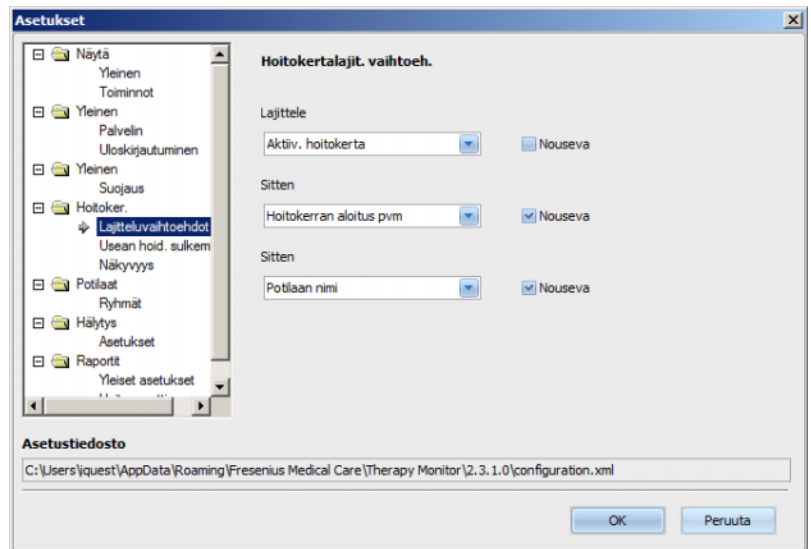 Asetukset
Näytä
Yleinen
Toiminnot
Yleinen
Palvelin
Uloskirjautuminen
Yleinen
Suojaus
Hoitoker.
Lajitteluvaihtoehdot
Usean hoid. sulkem
Näkyvyys
Potilaat
Ryhmät
Hälytys
Asetukset
Raportit
Yleiset asetukset
Hoitokertalajit. vaihtoeh.
Lajittele
Aktiiv. hoitokerta
Nouseva
Sitten
Hoitokerran aloitus pvm
Nouseva
Sitten
Potilaan nimi
Nouseva
Asetustiedosto
C:\Users\iquest\AppData\Roaming\Fresenius Medical Care\Therapy Monitor\2.3.1.0\configuration.xml
OK
Peruuta